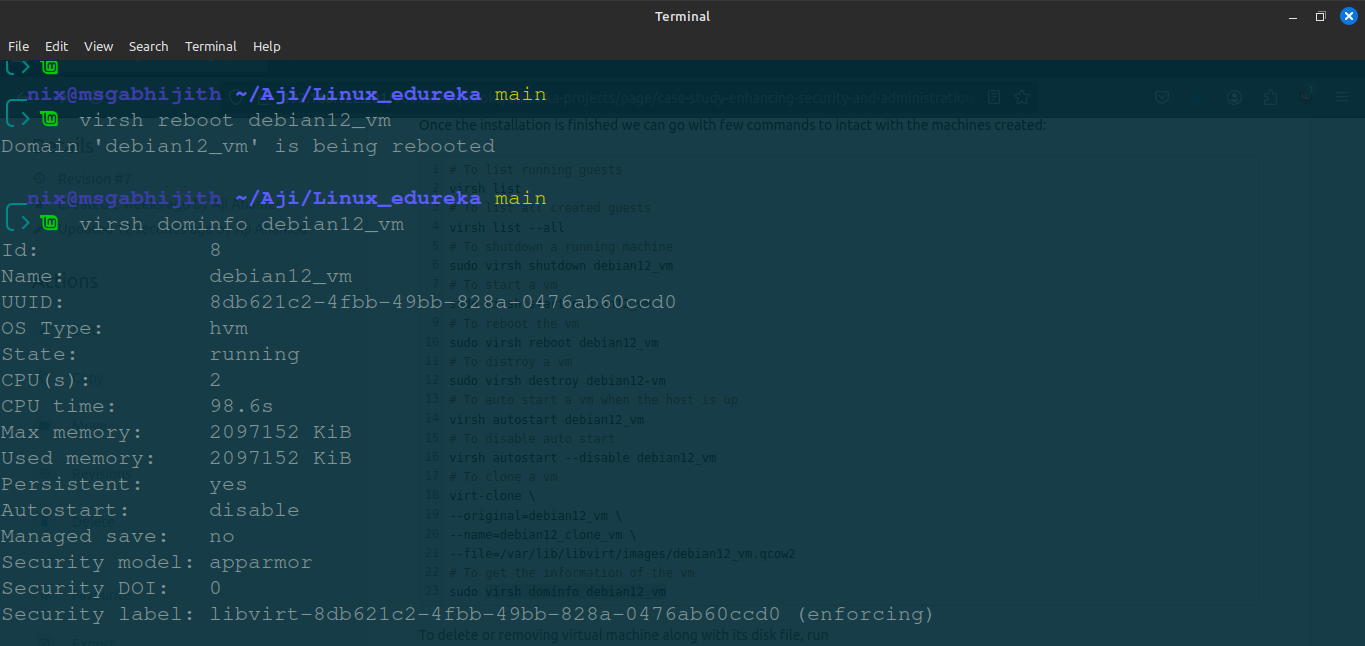 Terminal
File Edit View Search Terminal Help
nix@msgabhijith ~/Aji/Linux_edureka main
virsh reboot debian12_vm
Domain 'debian12_vm' is being rebooted
nix@msgabhijith ~/Aji/Linux_edureka main
virsh dominfo debian12_vm
Id: 8
Name: debian12_vm
UUID: 8db621c2-4fbb-49bb-828a-0476ab60ccd0
OS Type: hvm
State: running
CPU(s): 2
CPU time: 98.6s
Max memory: 2097152 KiB
Used memory: 2097152 KiB
Persistent: yes
Autostart: disable
Managed save: no
Security model: apparmor
Security DOI: 0
Security label: libvirt-8db621c2-4fbb-49bb-828a-0476ab60ccd0 (enforcing)
-projects/page/case-study-enhancing-security-and-administration
Once the installation is finished we can go with few commands to intact with the machines created:
Revision #7
Actions
1 # To list running guests
2 virsh list
# To list all created guests
4 virsh list --all
5 # To shutdown a running machine
6 sudo virsh shutdown debian12_vm
7 # To start a vm
9 # To reboot the vm
10 sudo virsh reboot debian12_vm
11 # To distroy a vm
12 sudo virsh destroy debian12-vm
13 # To auto start a vm when the host is up
14 virsh autostart debian12_vm
15 # To disable auto start
16 virsh autostart --disable debian12_vm
17 # To clone a vm
18 virt-clone \
19 --original=debian12_vm \
20 --name=debian12_clone_vm \
21 --file=/var/lib/libvirt/images/debian12_vm.qcow2
22 # To get the information of the vm
23 sudo virsh dominfo debian12_vm
To delete or removing virtual machine along with its disk file, run